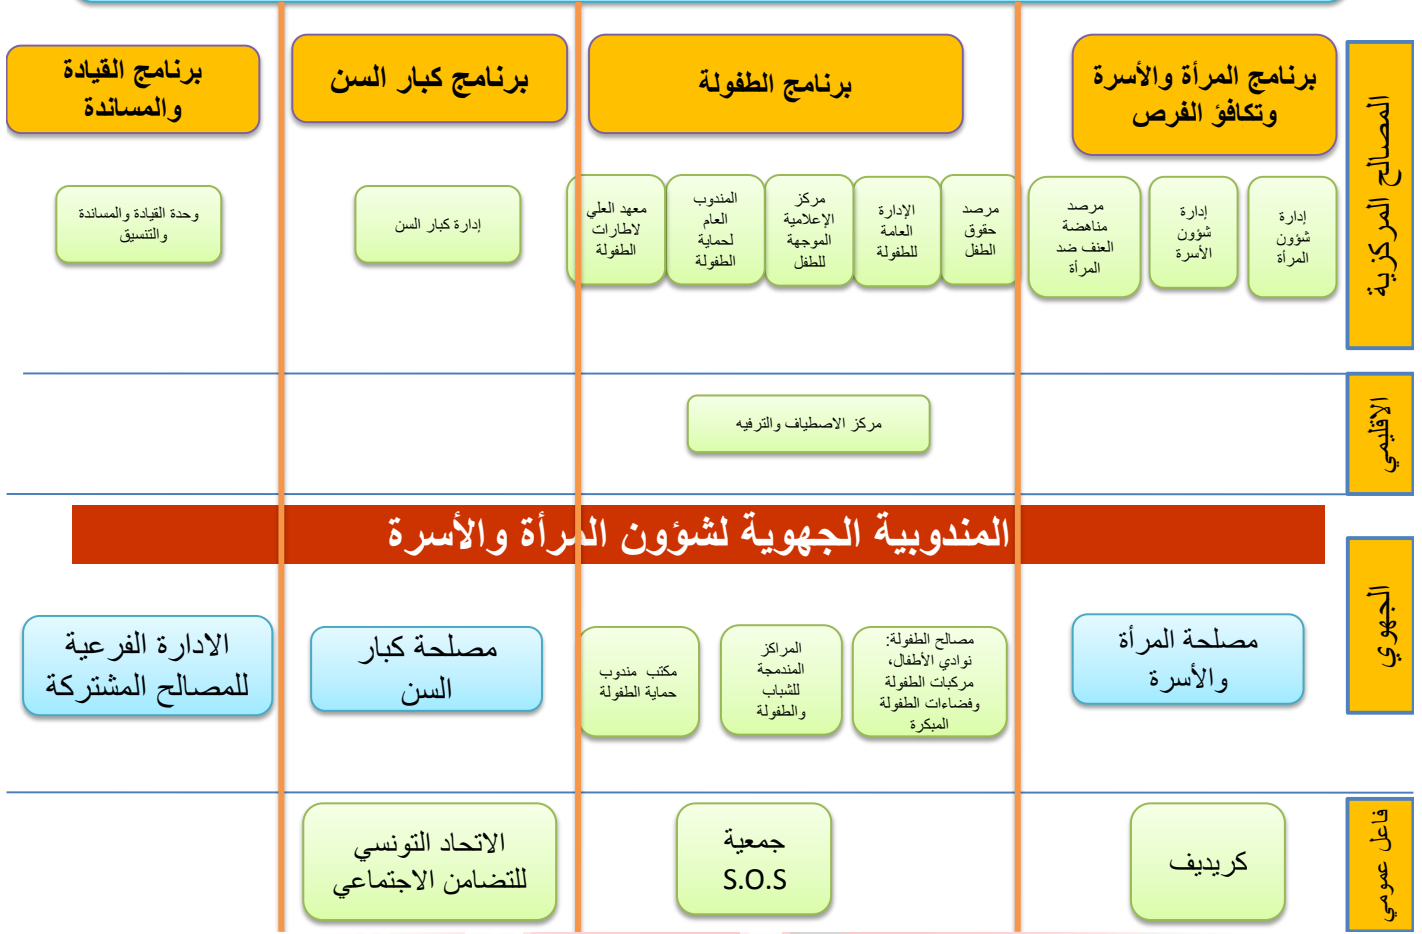 برنامج المرأة والأسرة
وتكافؤ الفرص
برنامج الطفولة
برنامج كبار السن
برنامج القيادة
والمساندة
المصالح المركزية
إدارة
شؤون
المرأة
إدارة
شؤون
الأسرة
مرصد
مناهضة
العنف ضد
المرأة
مرصد
حقوق
الطفل
الإدارة
العامة
للطفولة
مركز
الإعلامية
الموجهة
للطفل
المندوب
العام
لحماية
الطفولة
معهد العلي
لاطارات
الطفولة
إدارة كبار السن
وحدة القيادة والمساندة
والتنسيق
الاقليمي
مركز الاصطياف والترفيه
المندوبية الجهوية لشؤون المرأة والأسرة
الجهوي
مصلحة المرأة
والأسرة
مصالح الطفولة:
نوادي الأطفال،
مركبات الطفولة
وفضاءات الطفولة
المبكرة
المراكز
المندمجة
للشباب
والطفولة
مكتب مندوب
حماية الطفولة
مصلحة كبار
السن
الادارة الفرعية
للمصالح المشتركة
فاعل عمومي
كريديف
جمعية
S.O.S
الاتحاد التونسي
للتضامن الاجتماعي